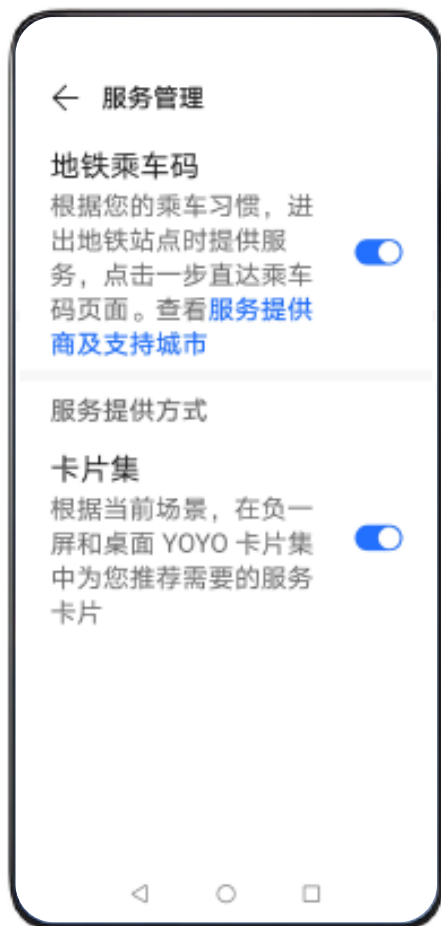 服务管理
地铁乘车码
根据您的乘车习惯，进
出地铁站点时提供服
务，点击一步直达乘车
码页面。查看服务提供
商及支持城市
服务提供方式
卡片集
根据当前场景，在负一
屏和桌面 YOYO 卡片集
中为您推荐需要的服务
卡片